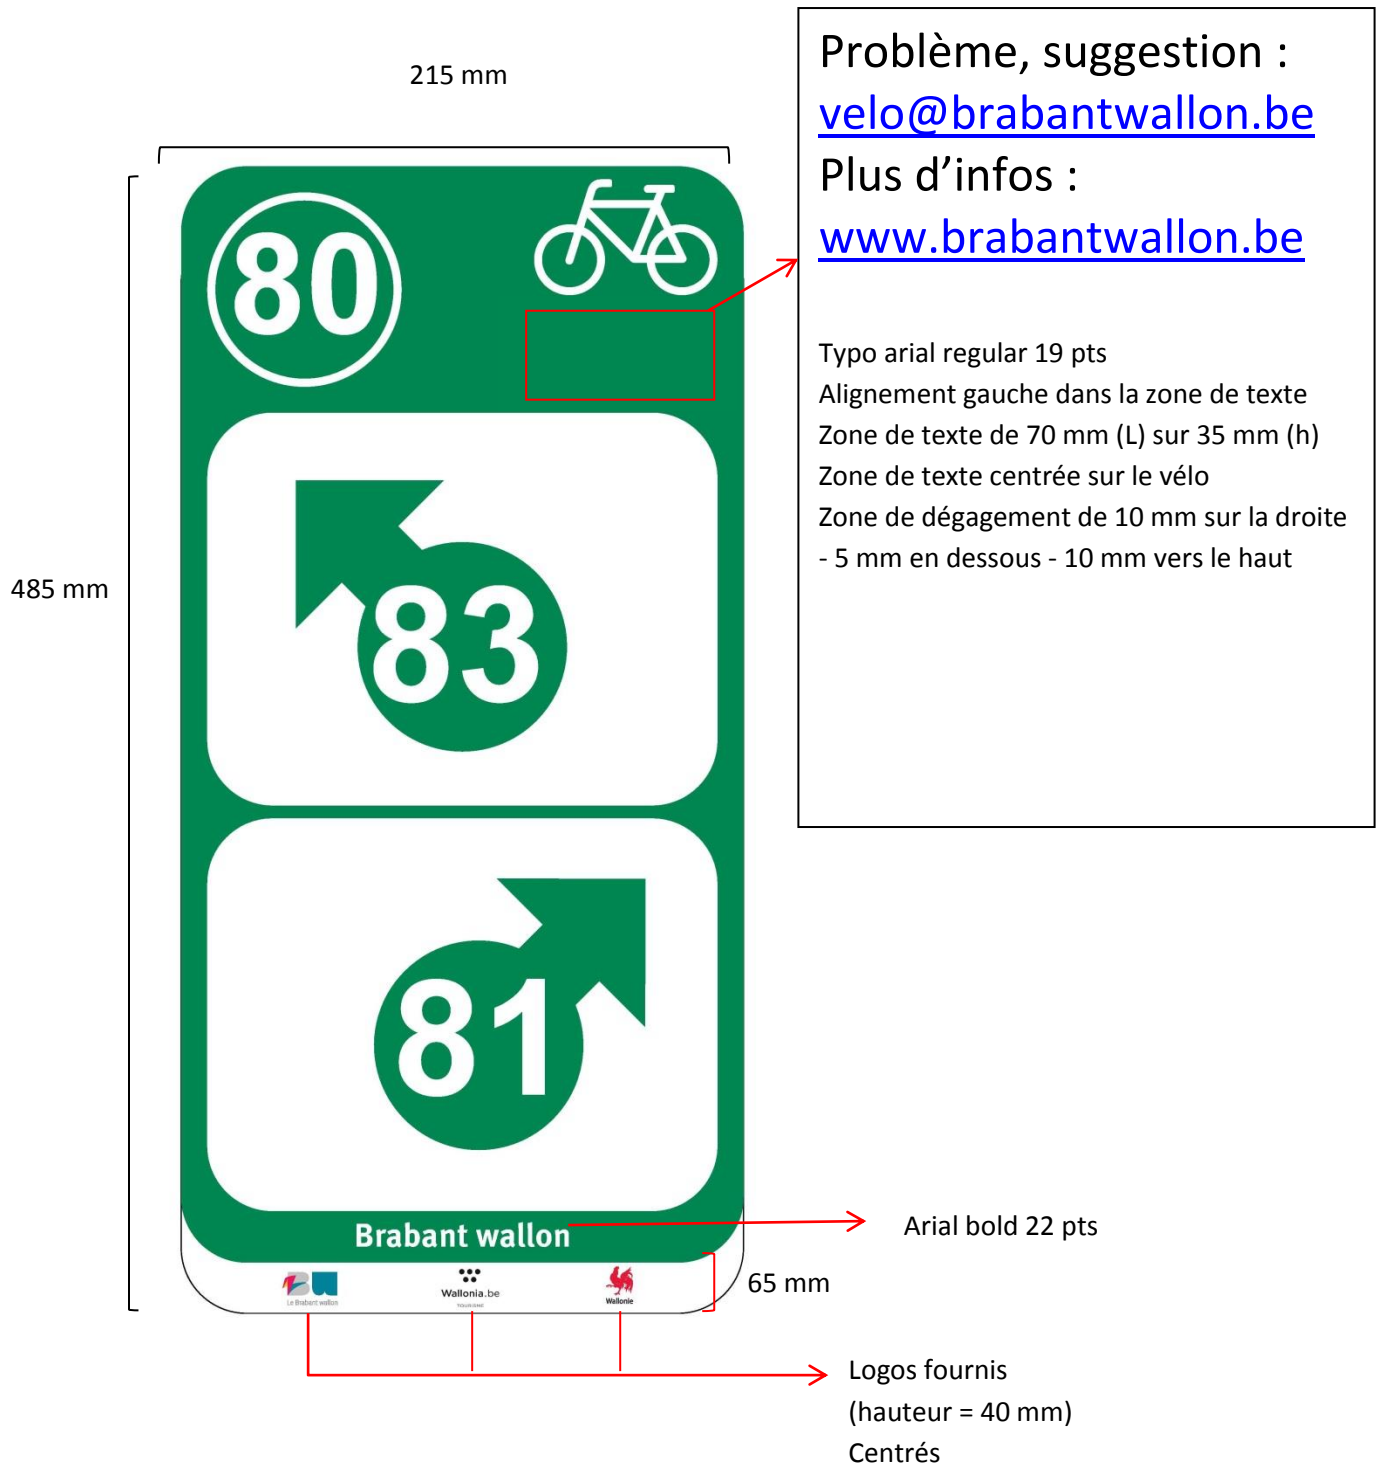 215 mm
Problème, suggestion :
velo@brabantwallon.be
Plus d’infos :
www.brabantwallon.be
80
Typo arial regular 19 pts
Alignement gauche dans la zone de texte
Zone de texte de 70 mm (L) sur 35 mm (h)
Zone de texte centrée sur le vélo
Zone de dégagement de 10 mm sur la droite
- 5 mm en dessous - 10 mm vers le haut
485 mm
83
81
Brabant wallon
Arial bold 22 pts
65 mm
Le Brabant wallon
Wallonia.be
TOURISME
Wallonie
Logos fournis
(hauteur = 40 mm)
Centrés